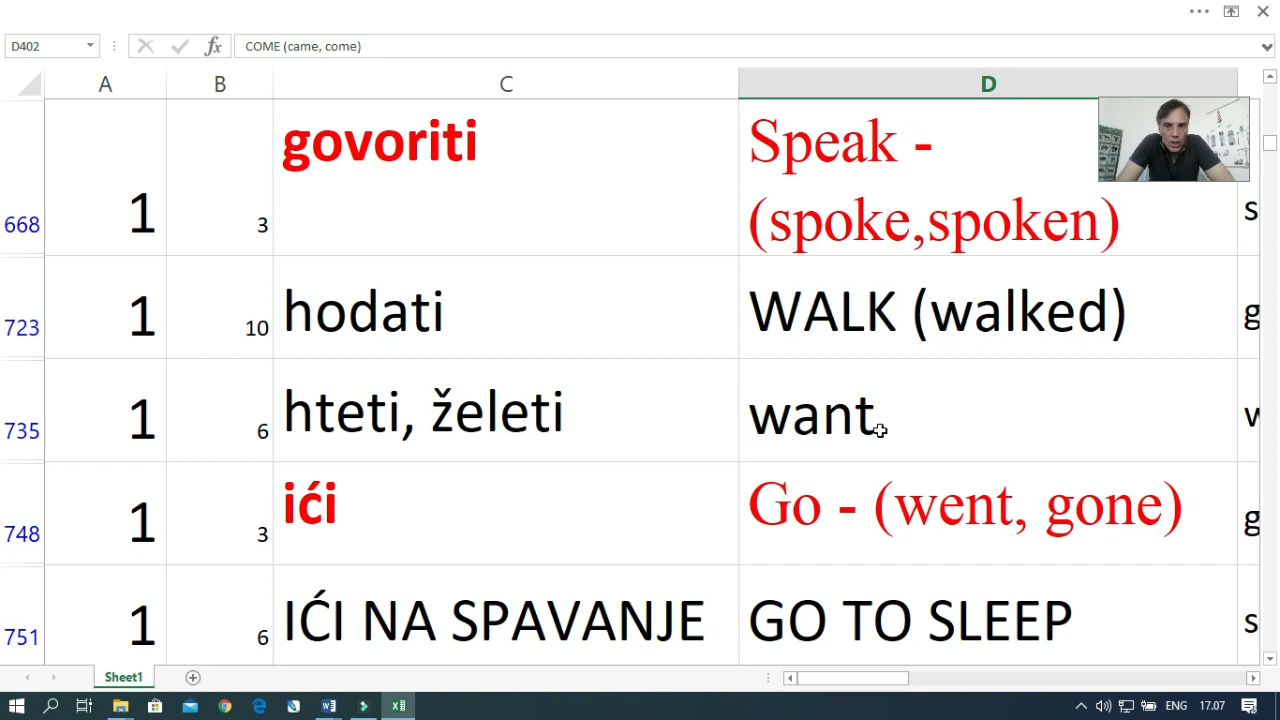 D402 fx COME (came, come)
A B C D
668 1 3 govoriti Speak -
(spoke,spoken) s
723 1 10 hodati WALK (walked) g
735 1 6 hteti, želeti want w
748 1 3 ići Go - (went, gone) g
751 1 6 IĆI NA SPAVANJE GO TO SLEEP s
Sheet1
ENG 17.07